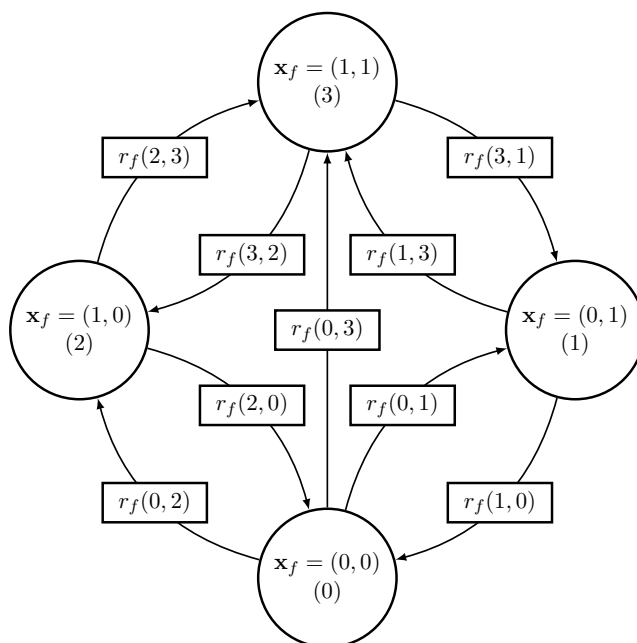 𝐱_f = (1, 1)
(3)
r_f(2, 3)
r_f(3, 1)
r_f(3, 2)
r_f(1, 3)
𝐱_f = (1, 0)
(2)
r_f(0, 3)
𝐱_f = (0, 1)
(1)
r_f(2, 0)
r_f(0, 1)
r_f(0, 2)
r_f(1, 0)
𝐱_f = (0, 0)
(0)